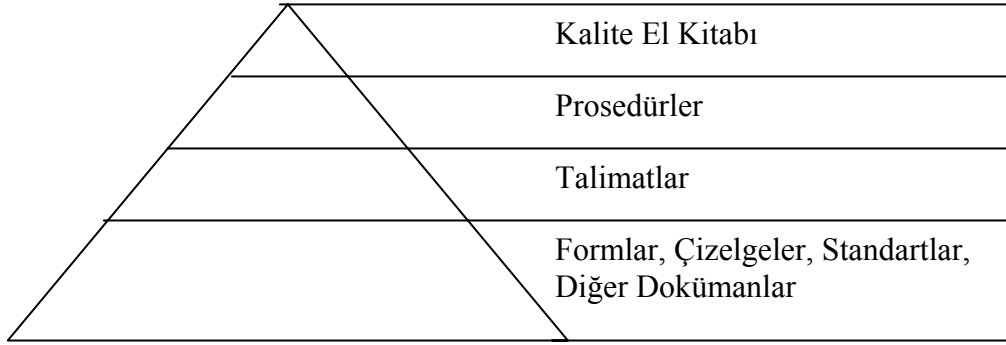 Kalite El Kitabı
Prosedürler
Talimatlar
Formlar, Çizelgeler, Standartlar,
Diğer Dokümanlar